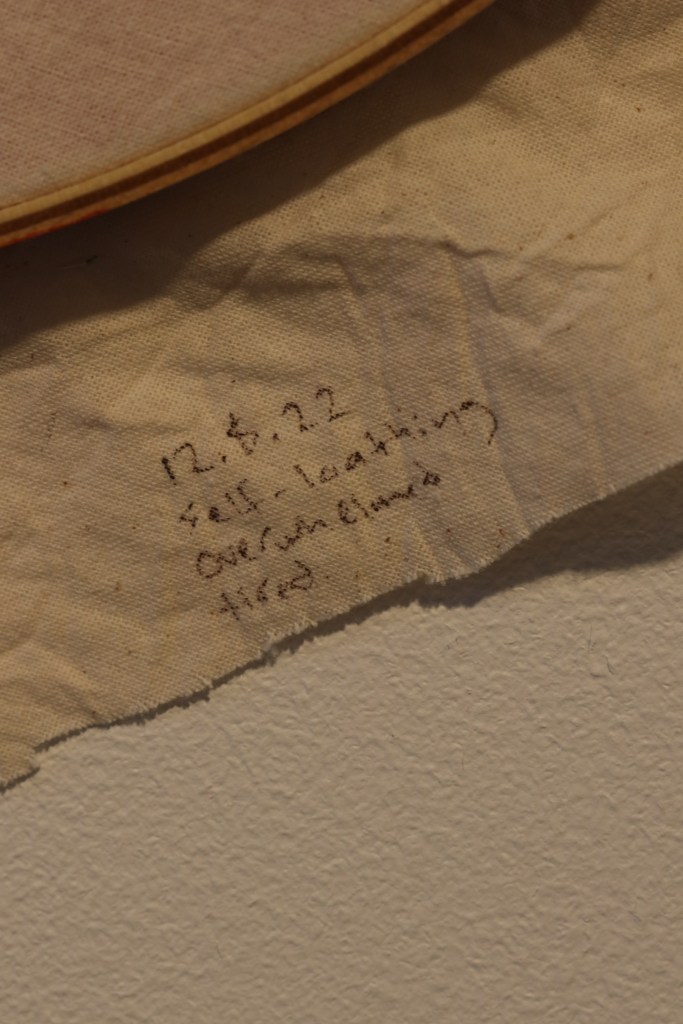 12.8.22
self-loathing
overwhelmed
tired.